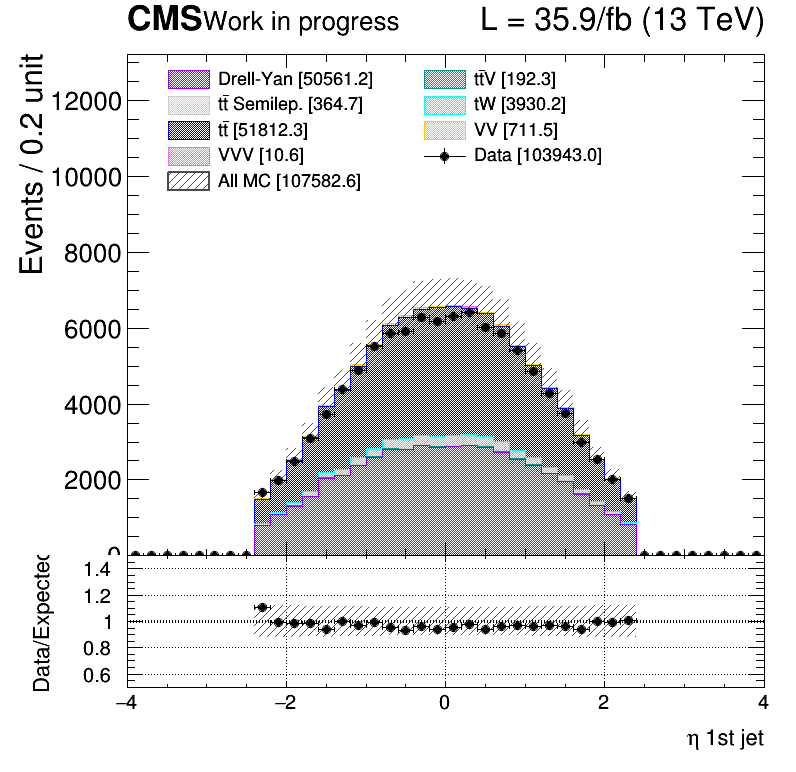 CMS Work in progress L = 35.9/fb (13 TeV)
Drell-Yan [50561.2] tt̄V [192.3]
tt̄ Semilep. [364.7] tW [3930.2]
tt̄ [51812.3] VV [711.5]
VVV [10.6] Data [103943.0]
All MC [107582.6]
Events / 0.2 unit
12000
10000
8000
6000
4000
2000
0
Data/Expected
1.4
1.2
1
0.8
0.6
−4 −2 0 2 4
η 1st jet